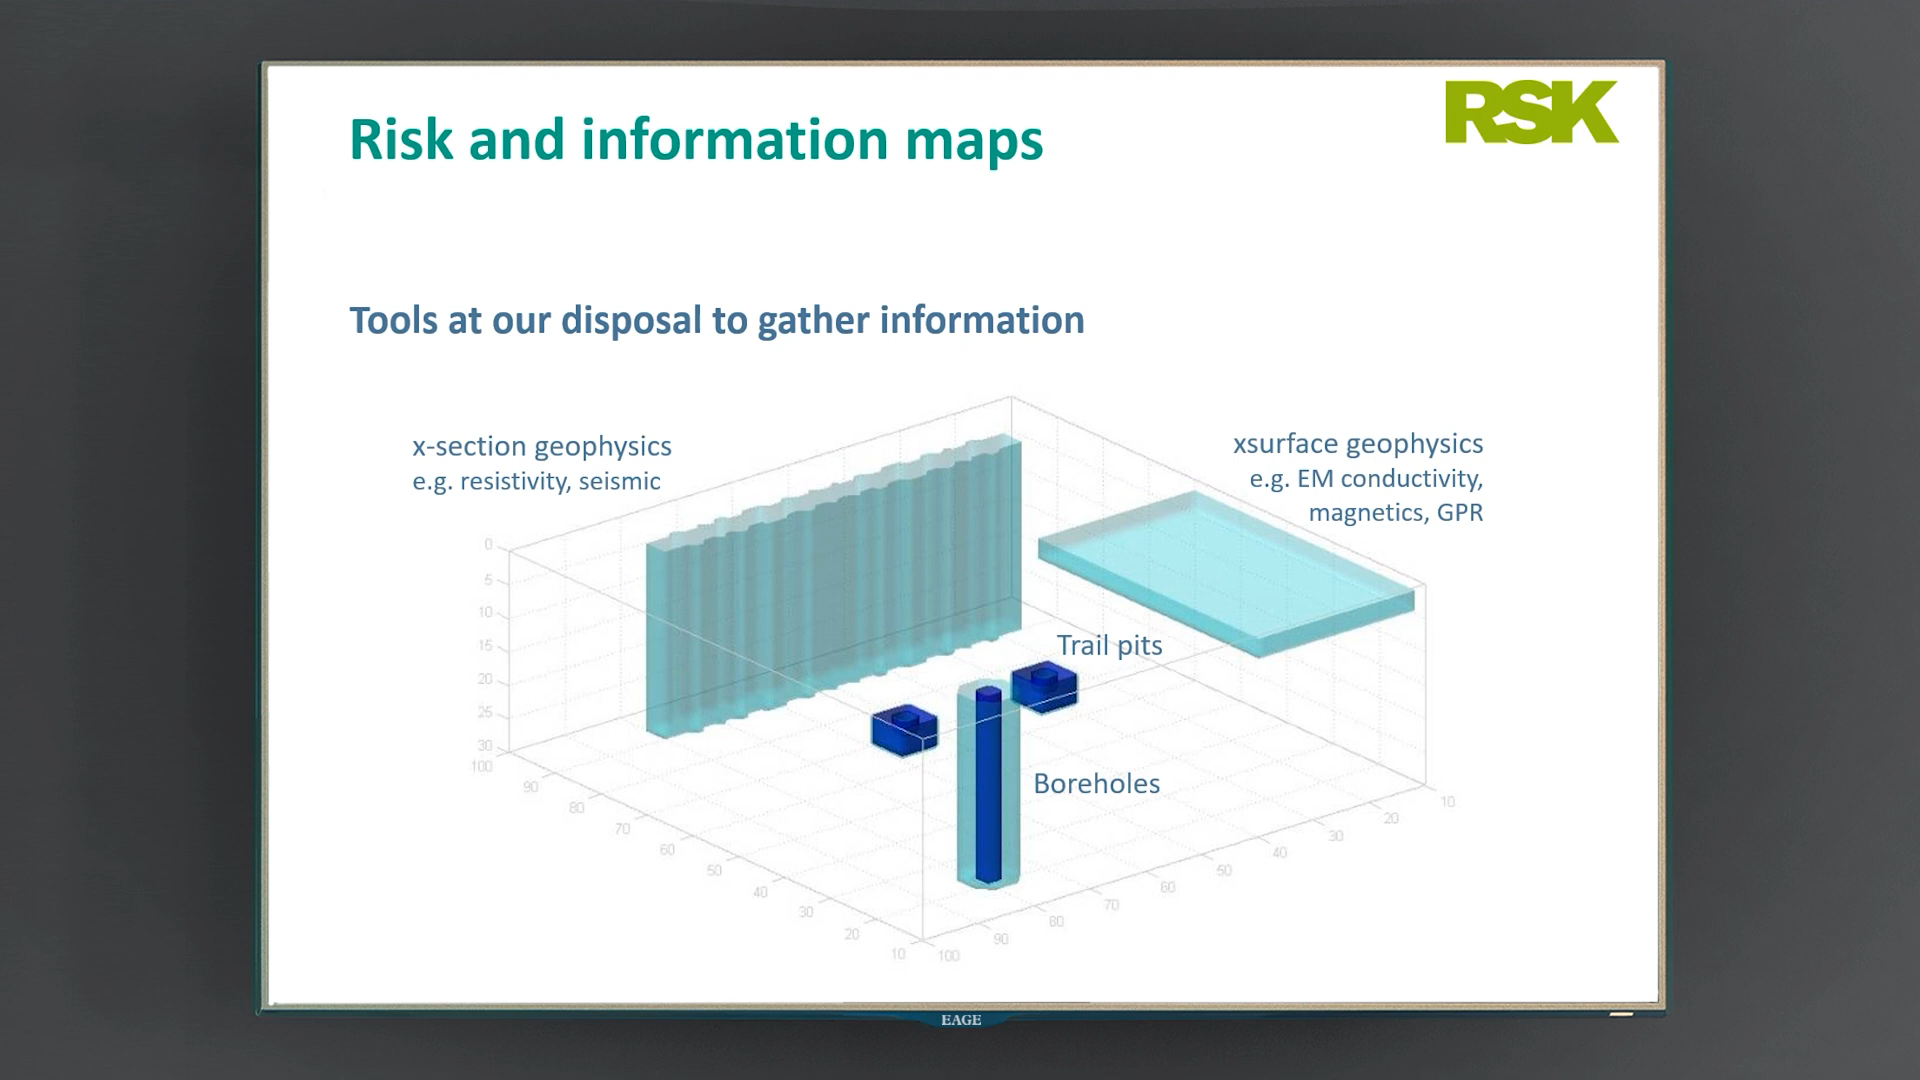 RSK
Risk and information maps
Tools at our disposal to gather information
x-section geophysics
e.g. resistivity, seismic
xsurface geophysics
e.g. EM conductivity,
magnetics, GPR
Trail pits
Boreholes
0
5
10
15
20
25
30
100
90
80
70
60
50
40
30
20
10
100
90
80
70
60
50
40
30
20
10
EAGE